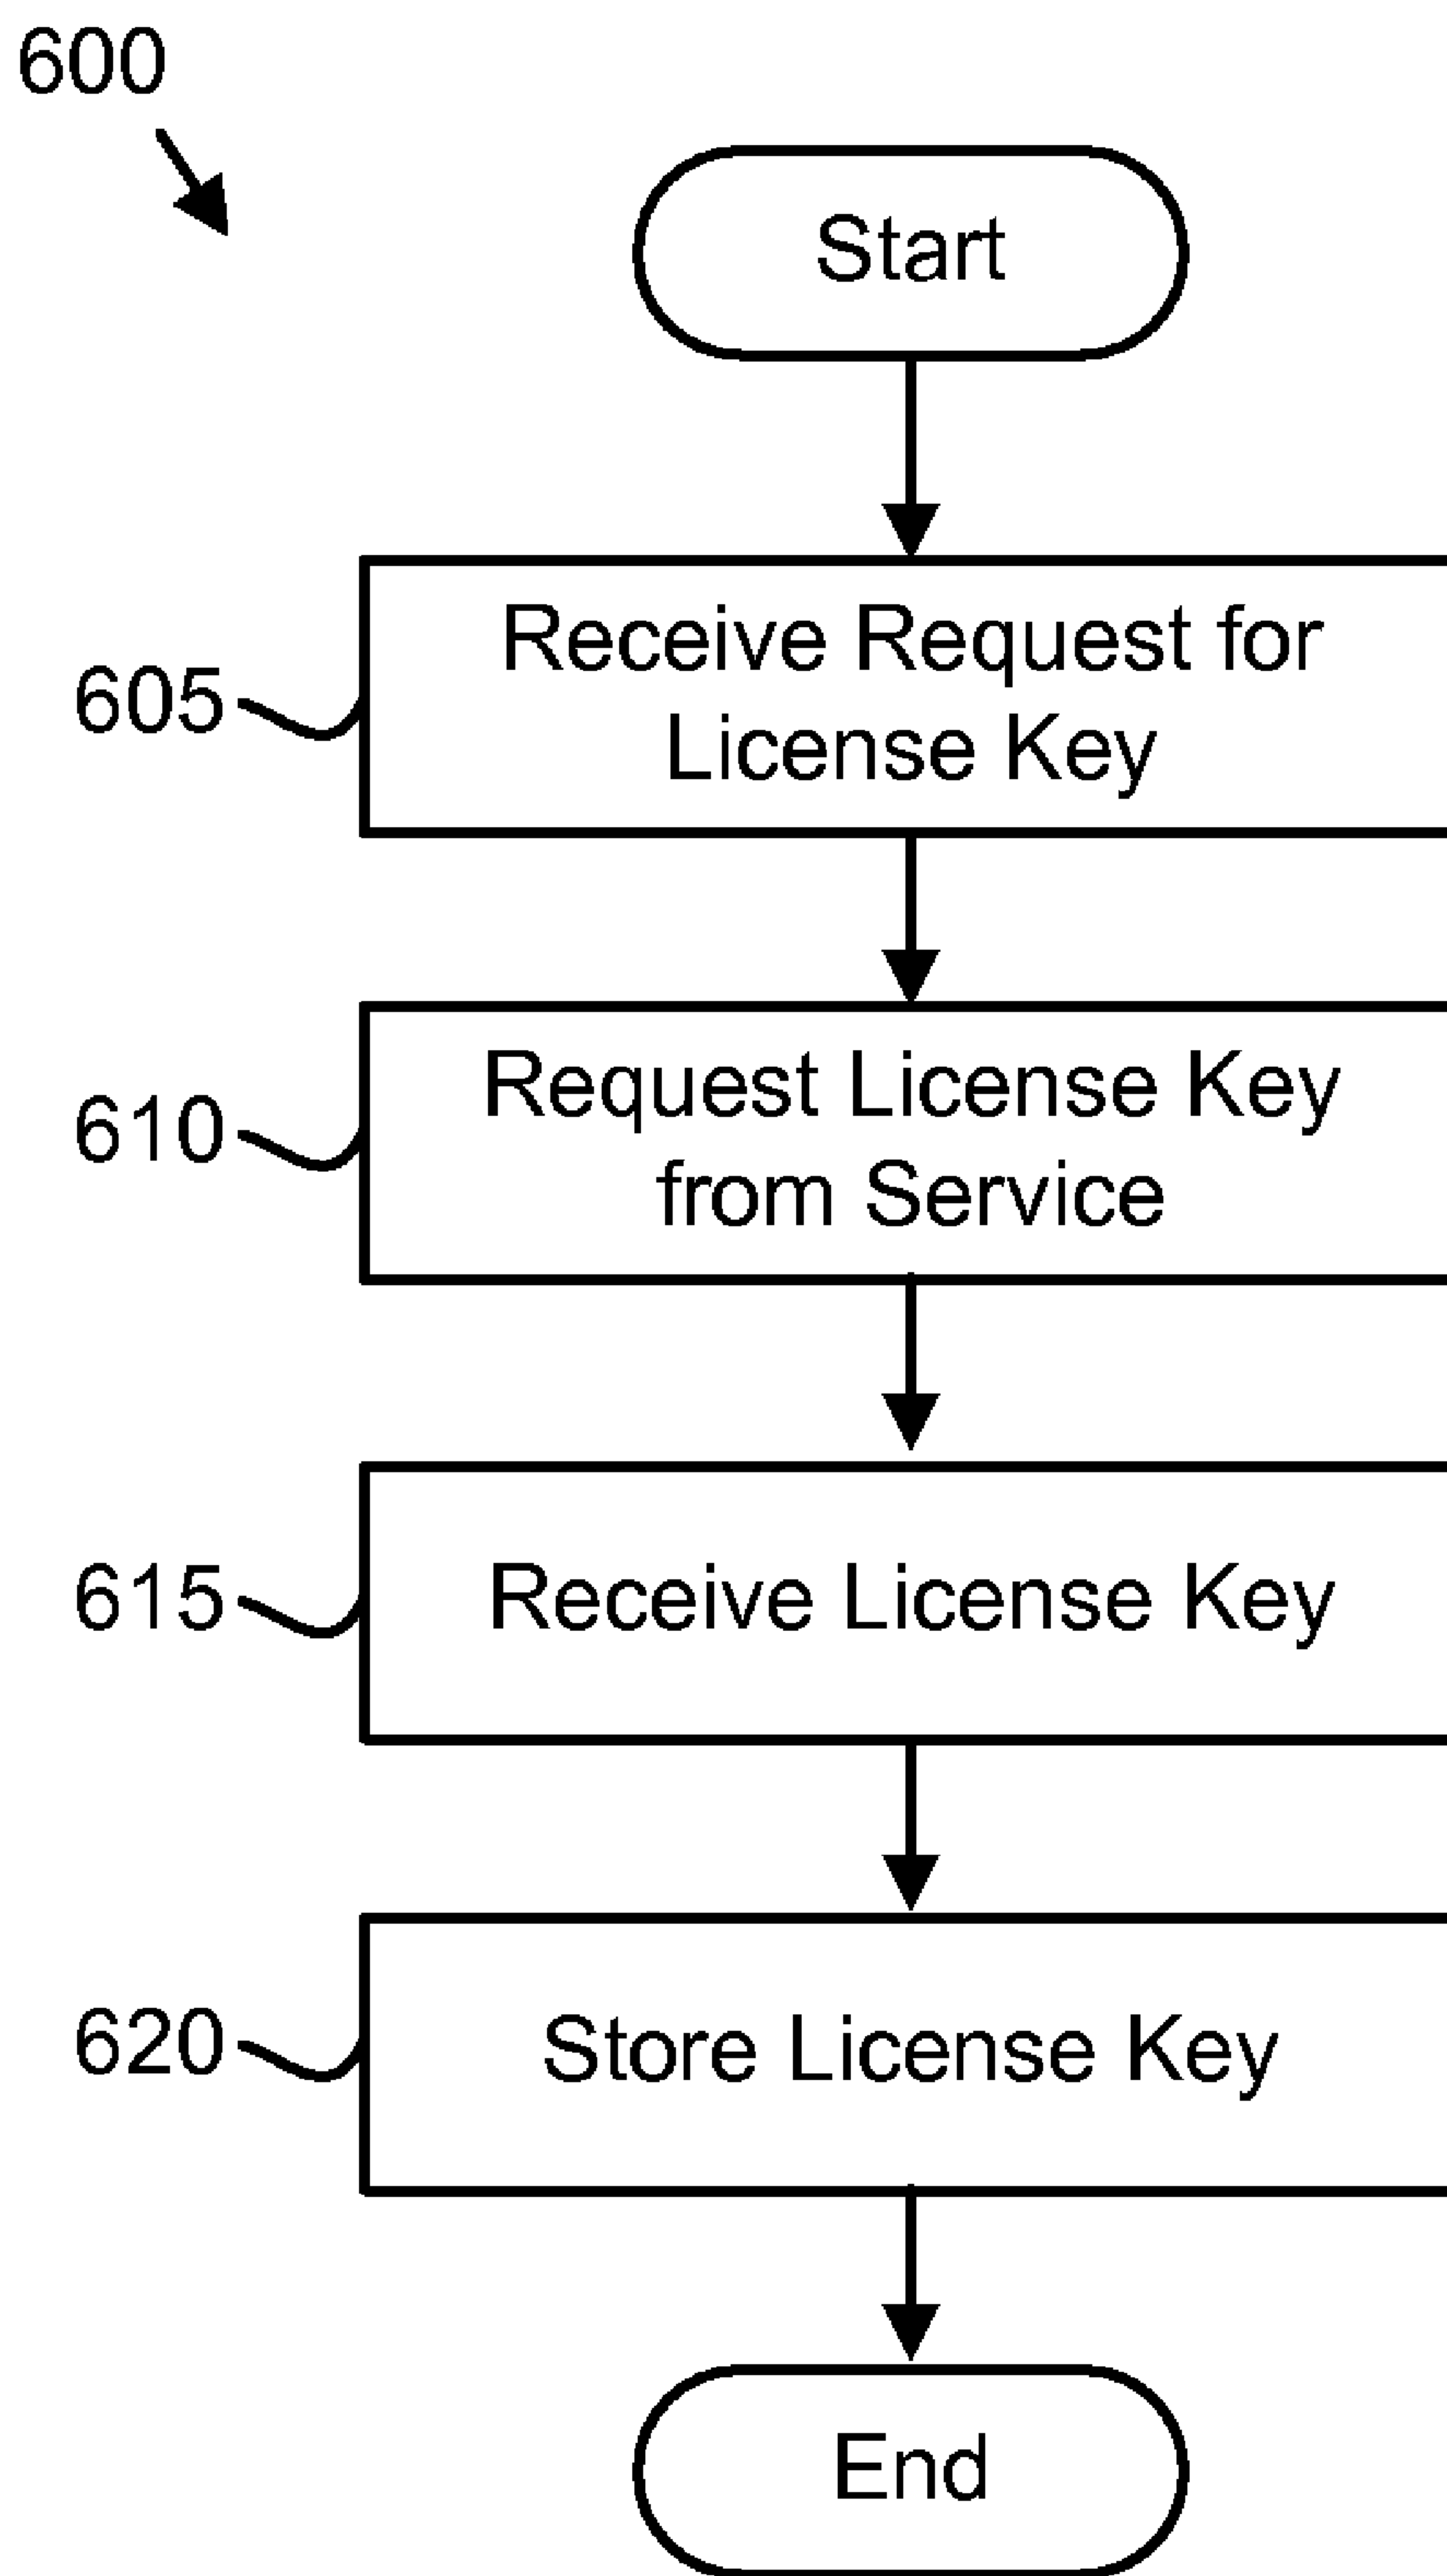 600
Start
605
Receive Request for
License Key
610
Request License Key
from Service
615
Receive License Key
620
Store License Key
End